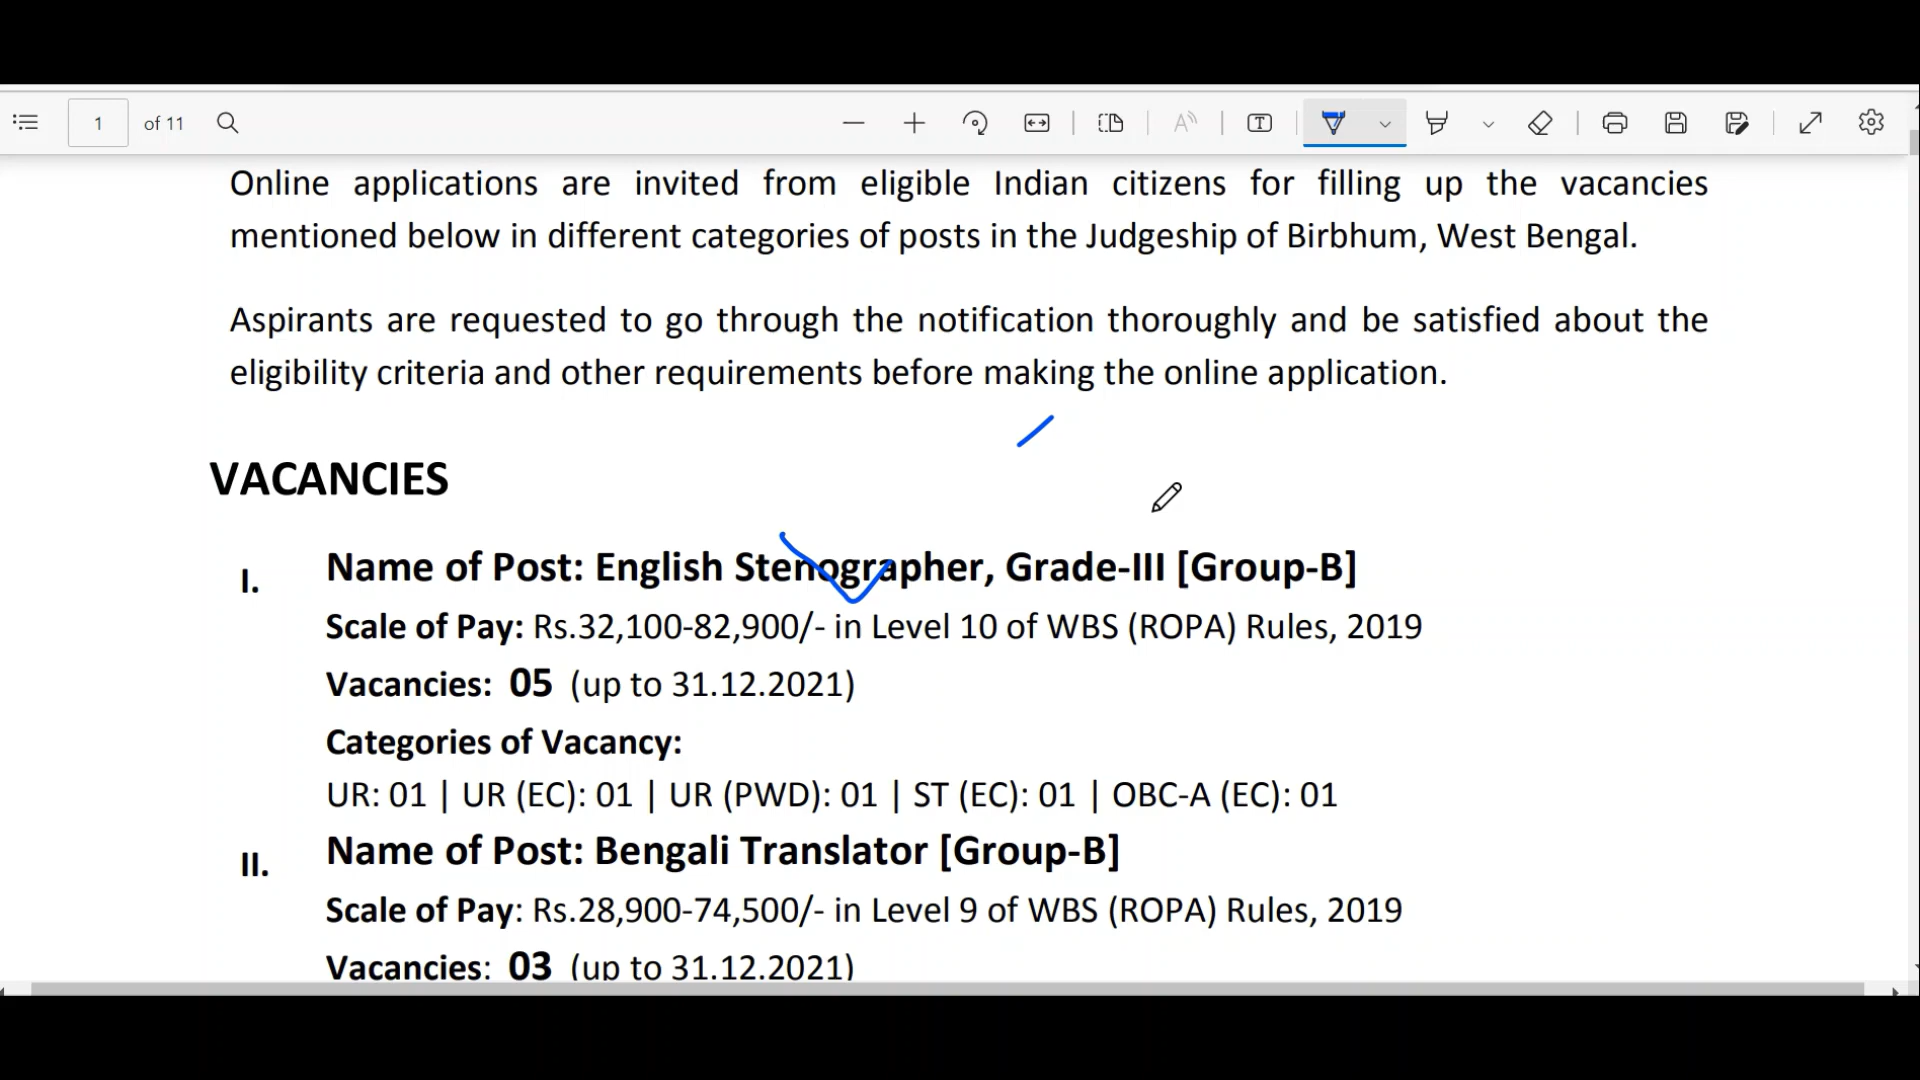 1 of 11
Online applications are invited from eligible Indian citizens for filling up the vacancies
mentioned below in different categories of posts in the Judgeship of Birbhum, West Bengal.
Aspirants are requested to go through the notification thoroughly and be satisfied about the
eligibility criteria and other requirements before making the online application.
VACANCIES
I. Name of Post: English Stenographer, Grade-III [Group-B]
Scale of Pay: Rs.32,100-82,900/- in Level 10 of WBS (ROPA) Rules, 2019
Vacancies: 05 (up to 31.12.2021)
Categories of Vacancy:
UR: 01 | UR (EC): 01 | UR (PWD): 01 | ST (EC): 01 | OBC-A (EC): 01
II. Name of Post: Bengali Translator [Group-B]
Scale of Pay: Rs.28,900-74,500/- in Level 9 of WBS (ROPA) Rules, 2019
Vacancies: 03 (up to 31.12.2021)